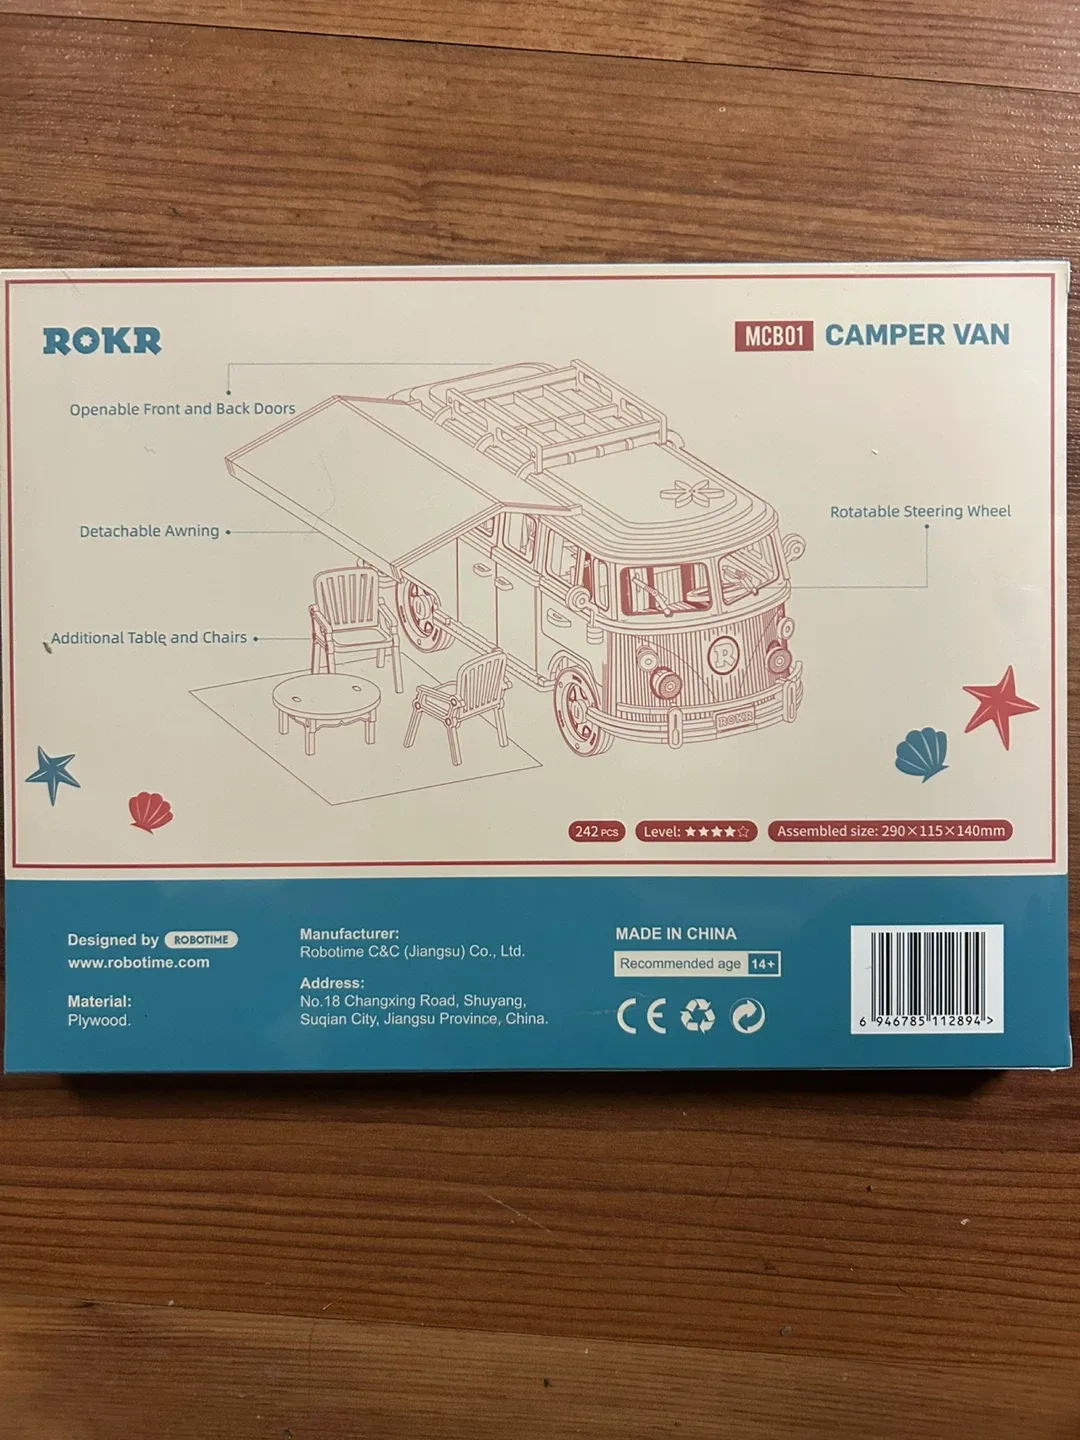 ROKR
MCB01 CAMPER VAN
Openable Front and Back Doors
Detachable Awning
Rotatable Steering Wheel
Additional Table and Chairs
R
ROKR
242 PCS
Level: ★★★★☆
Assembled size: 290×115×140mm
Designed by ROBOTIME
www.robotime.com
Material:
Plywood.
Manufacturer:
Robotime C&C (Jiangsu) Co., Ltd.
Address:
No.18 Changxing Road, Shuyang,
Suqian City, Jiangsu Province, China.
MADE IN CHINA
Recommended age 14+
CE
6 946785 112894 >